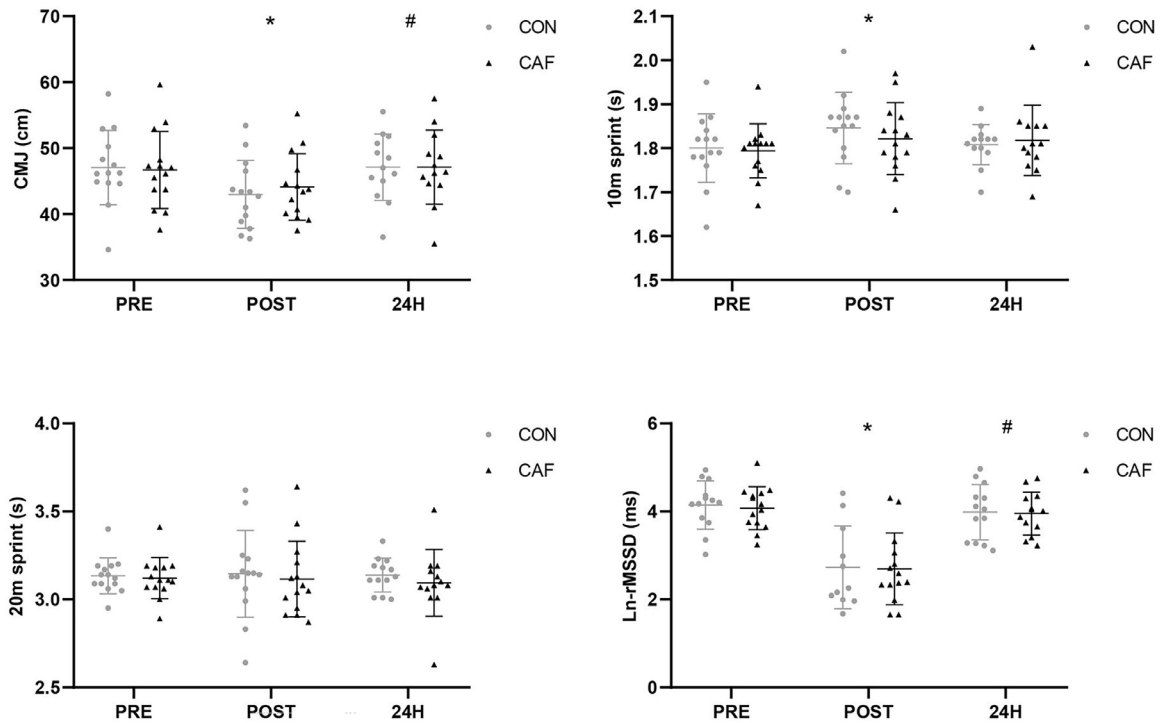 CMJ (cm)
70
60
50
40
30
*
#
CON
CAF
PRE POST 24H
10m sprint (s)
2.1
2.0
1.9
1.8
1.7
1.6
1.5
*
CON
CAF
PRE POST 24H
20m sprint (s)
4.0
3.5
3.0
2.5
CON
CAF
PRE POST 24H
Ln-rMSSD (ms)
6
4
2
0
*
#
CON
CAF
PRE POST 24H